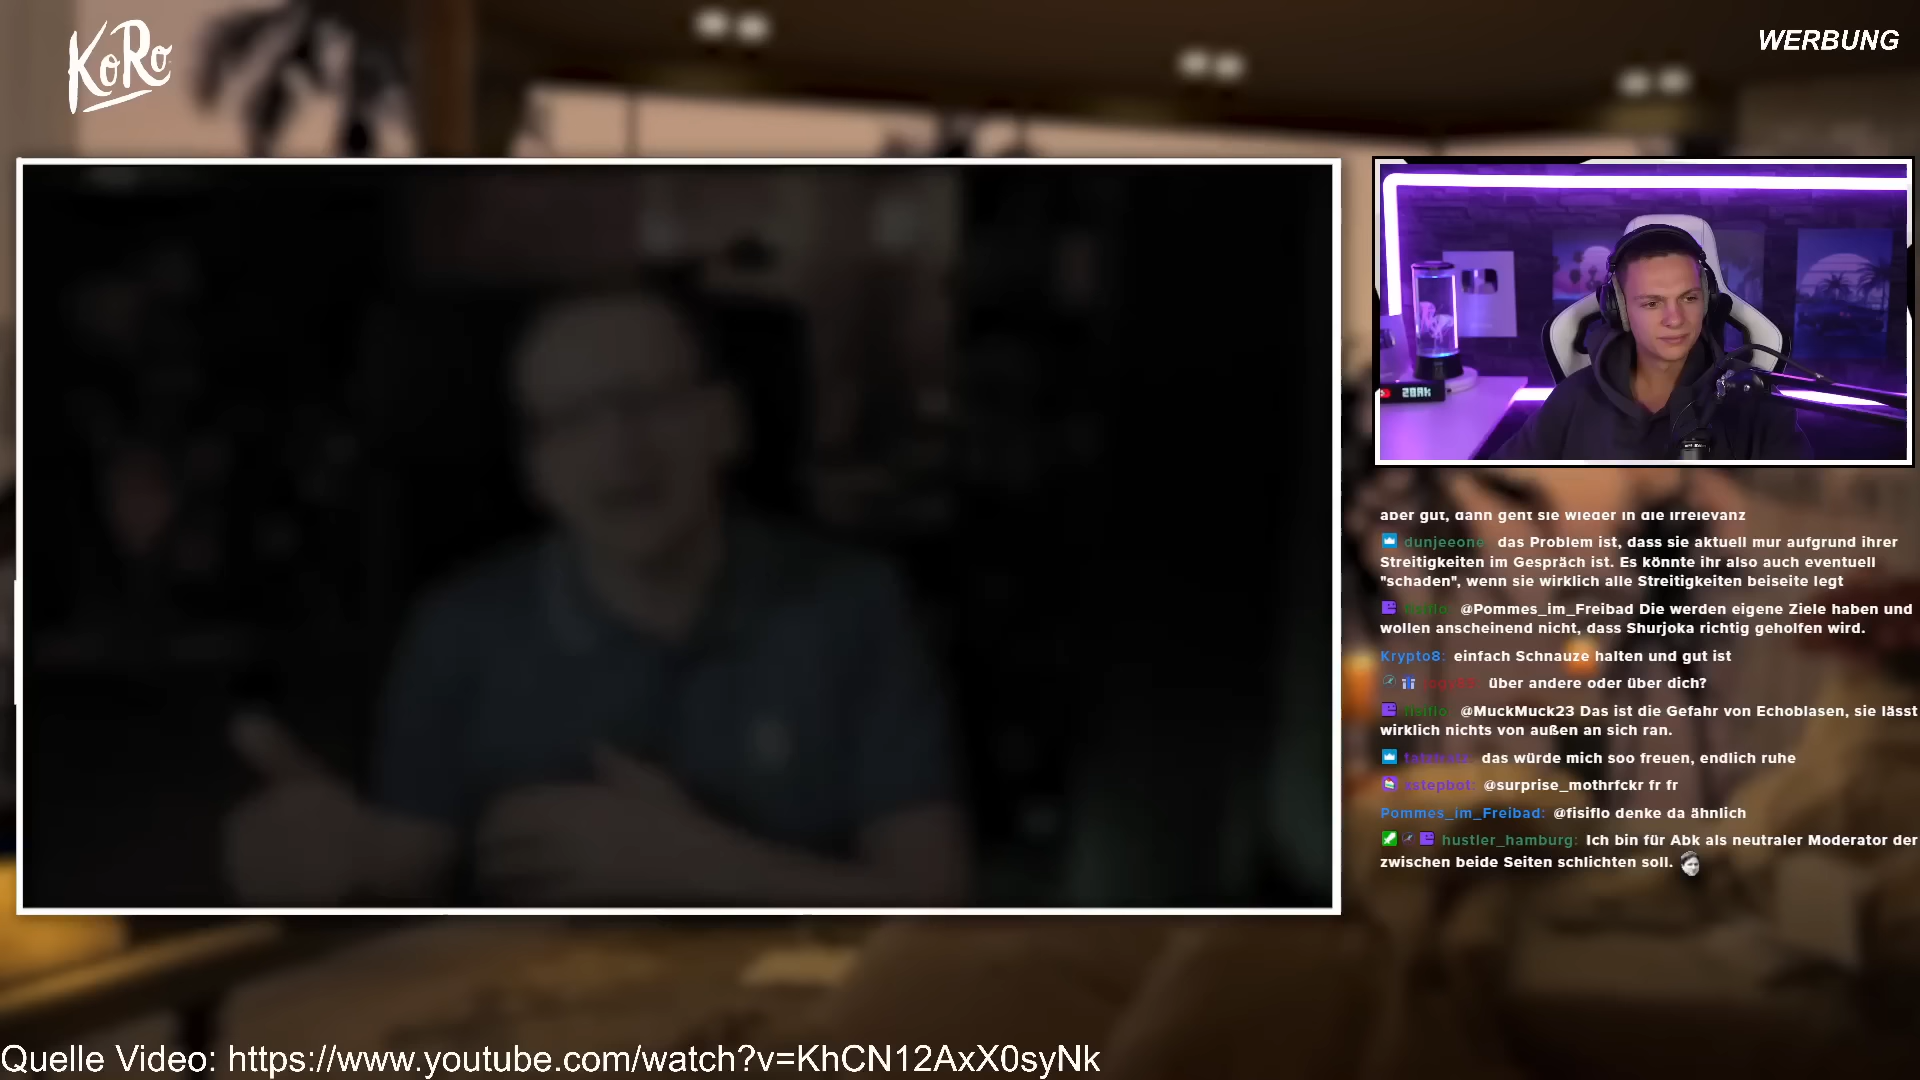 KoRo
WERBUNG
28Ak
aber gut, dann geht sie wieder in die Irrelevanz
dunjeeone: das Problem ist, dass sie aktuell mur aufgrund ihrer
Streitigkeiten im Gespräch ist. Es könnte ihr also auch eventuell
"schaden", wenn sie wirklich alle Streitigkeiten beiseite legt
fisiflo: @Pommes_im_Freibad Die werden eigene Ziele haben und
wollen anscheinend nicht, dass Shurjoka richtig geholfen wird.
Krypto8: einfach Schnauze halten und gut ist
über andere oder über dich?
fisiflo: @MuckMuck23 Das ist die Gefahr von Echoblasen, sie lässt
wirklich nichts von außen an sich ran.
das würde mich soo freuen, endlich ruhe
xstepbot: @surprise_mothrfckr fr fr
Pommes_im_Freibad: @fisiflo denke da ähnlich
hustler_hamburg: Ich bin für Abk als neutraler Moderator der
zwischen beide Seiten schlichten soll.
Quelle Video: https://www.youtube.com/watch?v=KhCN12AxX0syNk